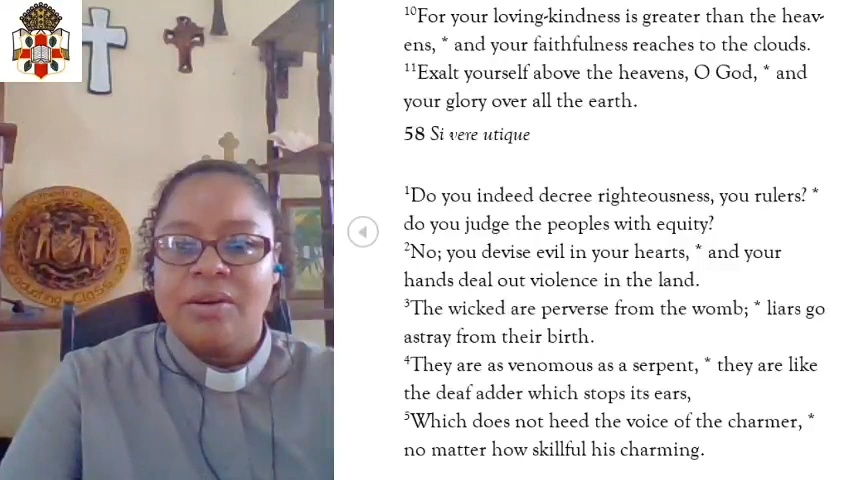 ¹⁰For your loving-kindness is greater than the heav-
ens, * and your faithfulness reaches to the clouds.
¹¹Exalt yourself above the heavens, O God, * and
your glory over all the earth.
58 Si vere utique
¹Do you indeed decree righteousness, you rulers? *
do you judge the peoples with equity?
²No; you devise evil in your hearts, * and your
hands deal out violence in the land.
³The wicked are perverse from the womb; * liars go
astray from their birth.
⁴They are as venomous as a serpent, * they are like
the deaf adder which stops its ears,
⁵Which does not heed the voice of the charmer, *
no matter how skillful his charming.
Graduating Class